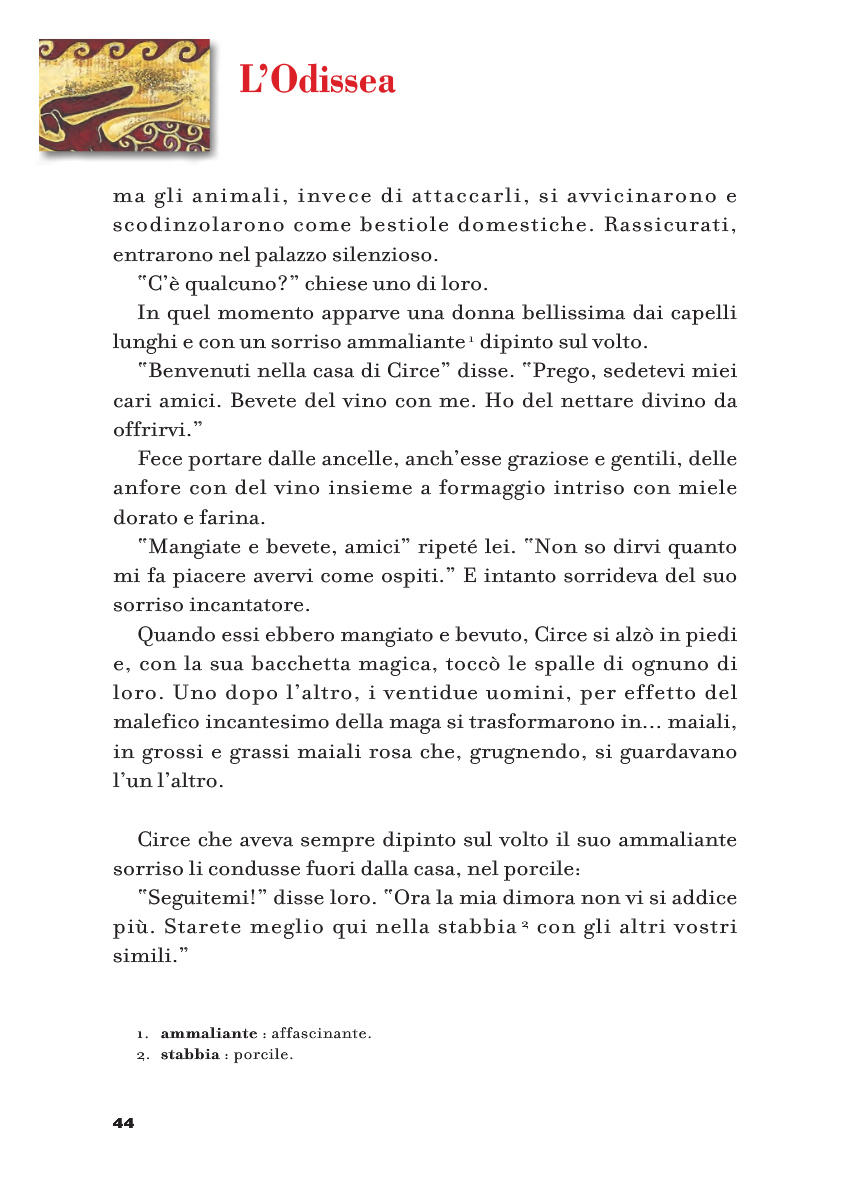 L’Odissea
ma gli animali, invece di attaccarli, si avvicinarono e
scodinzolarono come bestiole domestiche. Rassicurati,
entrarono nel palazzo silenzioso.
“C’è qualcuno?” chiese uno di loro.
In quel momento apparve una donna bellissima dai capelli
lunghi e con un sorriso ammaliante 1 dipinto sul volto.
“Benvenuti nella casa di Circe” disse. “Prego, sedetevi miei
cari amici. Bevete del vino con me. Ho del nettare divino da
offrirvi.”
Fece portare dalle ancelle, anch’esse graziose e gentili, delle
anfore con del vino insieme a formaggio intriso con miele
dorato e farina.
“Mangiate e bevete, amici” ripeté lei. “Non so dirvi quanto
mi fa piacere avervi come ospiti.” E intanto sorrideva del suo
sorriso incantatore.
Quando essi ebbero mangiato e bevuto, Circe si alzò in piedi
e, con la sua bacchetta magica, toccò le spalle di ognuno di
loro. Uno dopo l’altro, i ventidue uomini, per effetto del
malefico incantesimo della maga si trasformarono in... maiali,
in grossi e grassi maiali rosa che, grugnendo, si guardavano
l’un l’altro.
Circe che aveva sempre dipinto sul volto il suo ammaliante
sorriso li condusse fuori dalla casa, nel porcile:
“Seguitemi!” disse loro. “Ora la mia dimora non vi si addice
più. Starete meglio qui nella stabbia 2 con gli altri vostri
simili.”
1. ammaliante : affascinante.
2. stabbia : porcile.
44